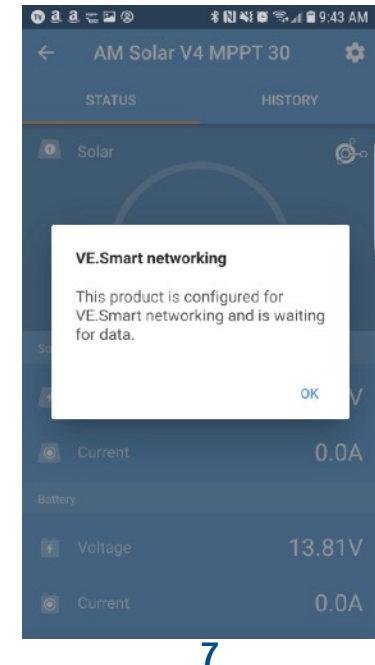 9:43 AM
AM Solar V4 MPPT 30
STATUS HISTORY
Solar
VE.Smart networking
This product is configured for
VE.Smart networking and is waiting
for data.
OK
V
Current 0.0A
Battery
Voltage 13.81V
Current 0.0A
7